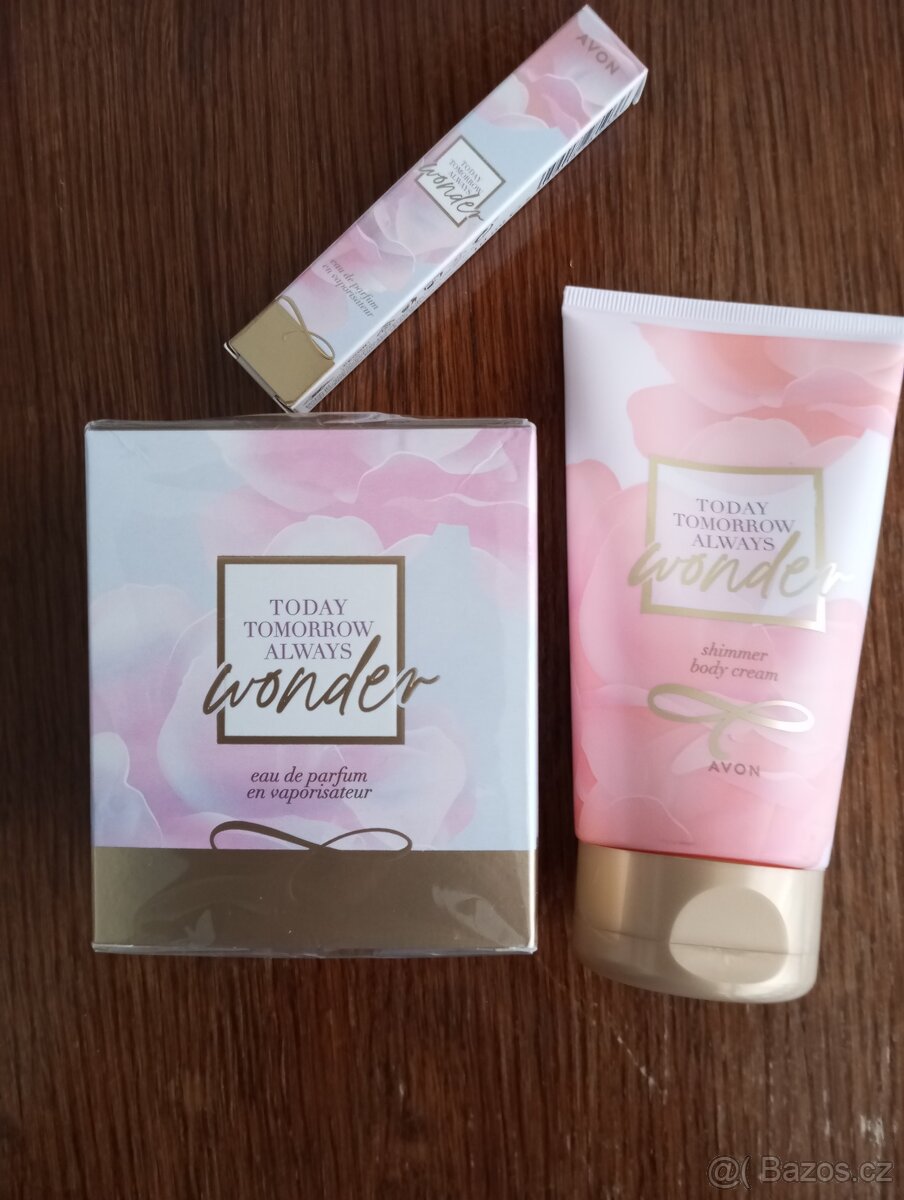 AVON
TODAY
TOMORROW
ALWAYS
wonder
eau de parfum
en vaporisateur
TODAY
TOMORROW
ALWAYS
wonder
eau de parfum
en vaporisateur
TODAY
TOMORROW
ALWAYS
wonder
shimmer
body cream
AVON
@( Bazos.cz